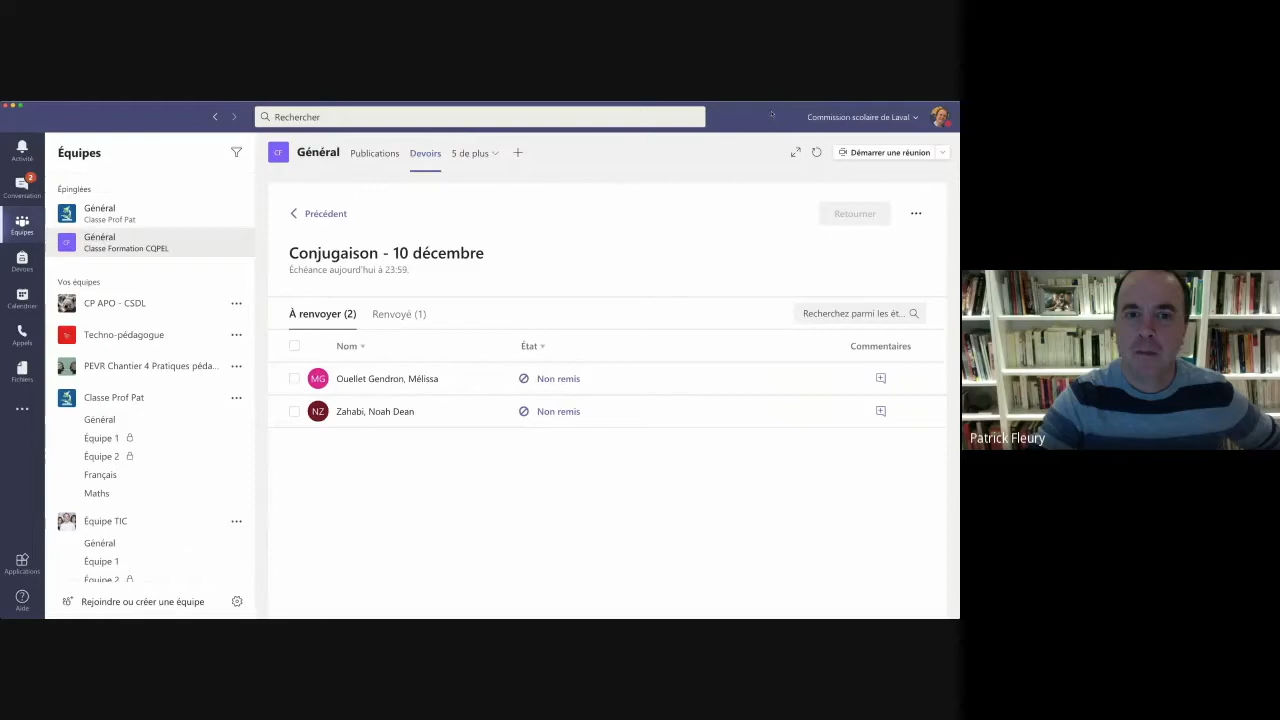 Rechercher
Commission scolaire de Laval
Activité
2
Conversation
Équipes
Devoirs
Calendrier
Appels
Fichiers
Applications
Aide
Équipes
Épinglées
Général
Classe Prof Pat
CF
Général
Classe Formation CQPEL
Vos équipes
CP APO - CSDL
Techno-pédagogue
PEVR Chantier 4 Pratiques péda...
Classe Prof Pat
Général
Équipe 1
Équipe 2
Français
Maths
Équipe TIC
Général
Équipe 1
Équipe 2
Rejoindre ou créer une équipe
CF
Général
Publications
Devoirs
5 de plus
Démarrer une réunion
Précédent
Retourner
Conjugaison - 10 décembre
Échéance aujourd'hui à 23:59.
À renvoyer (2)
Renvoyé (1)
Recherchez parmi les ét...
Nom
État
Commentaires
MG
Ouellet Gendron, Mélissa
Non remis
NZ
Zahabi, Noah Dean
Non remis
Patrick Fleury